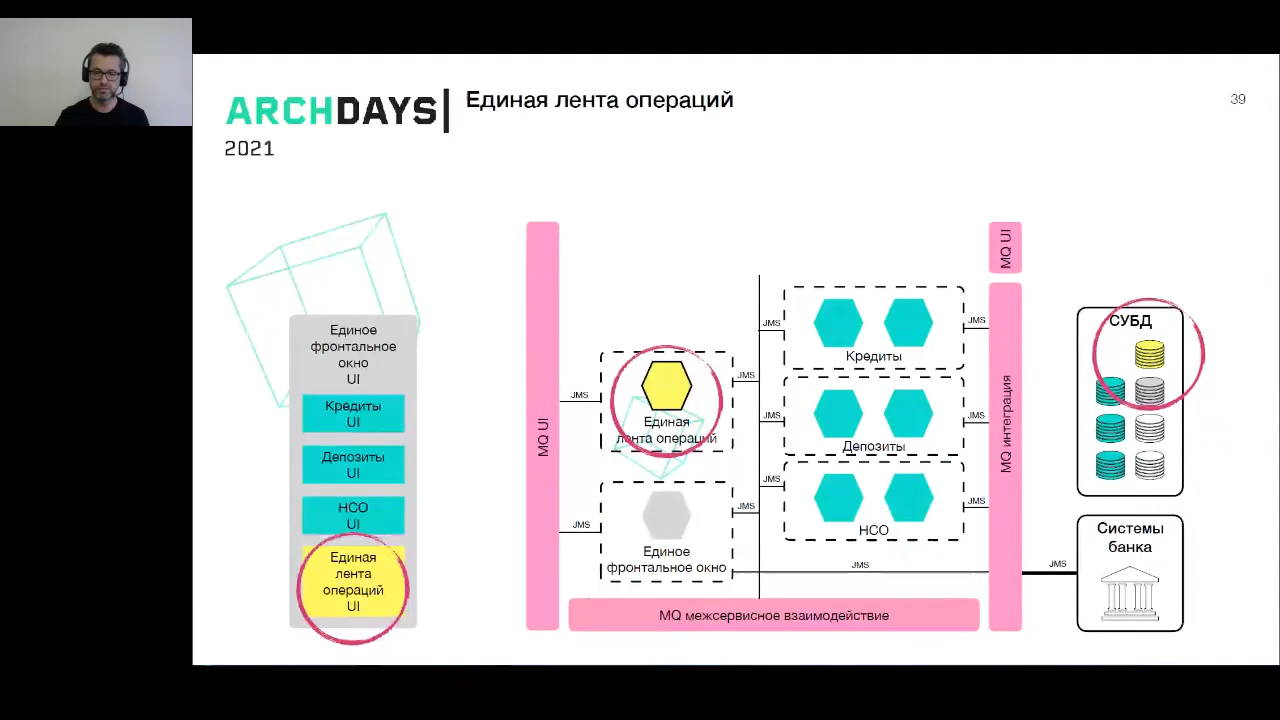 ARCHDAYS
2021
Единая лента операций
39
Единое
фронтальное
окно
UI
Кредиты
UI
Депозиты
UI
НСО
UI
Единая
лента
операций
UI
MQ UI
JMS
JMS
Единая
лента операций
JMS
Единое
фронтальное окно
JMS
JMS
JMS
JMS
Кредиты
JMS
Депозиты
JMS
НСО
JMS
JMS
MQ межсервисное взаимодействие
MQ UI
MQ интеграция
JMS
СУБД
Системы
банка